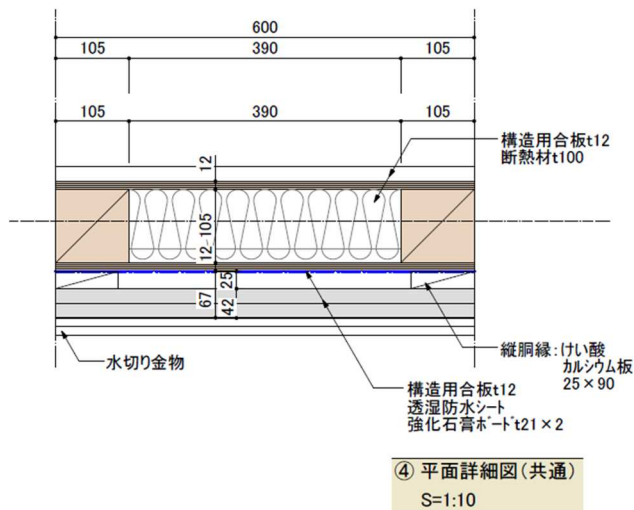 600
105 390 105
105 390 105
構造用合板t12
断熱材t100
12
12 105
25
67
42
縦胴縁:けい酸
カルシウム板
25×90
水切り金物
構造用合板t12
透湿防水シート
強化石膏ボードt21×2
④ 平面詳細図(共通)
S=1:10